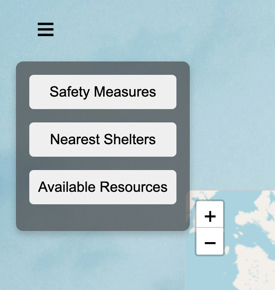 Safety Measures
Nearest Shelters
Available Resources
+
−